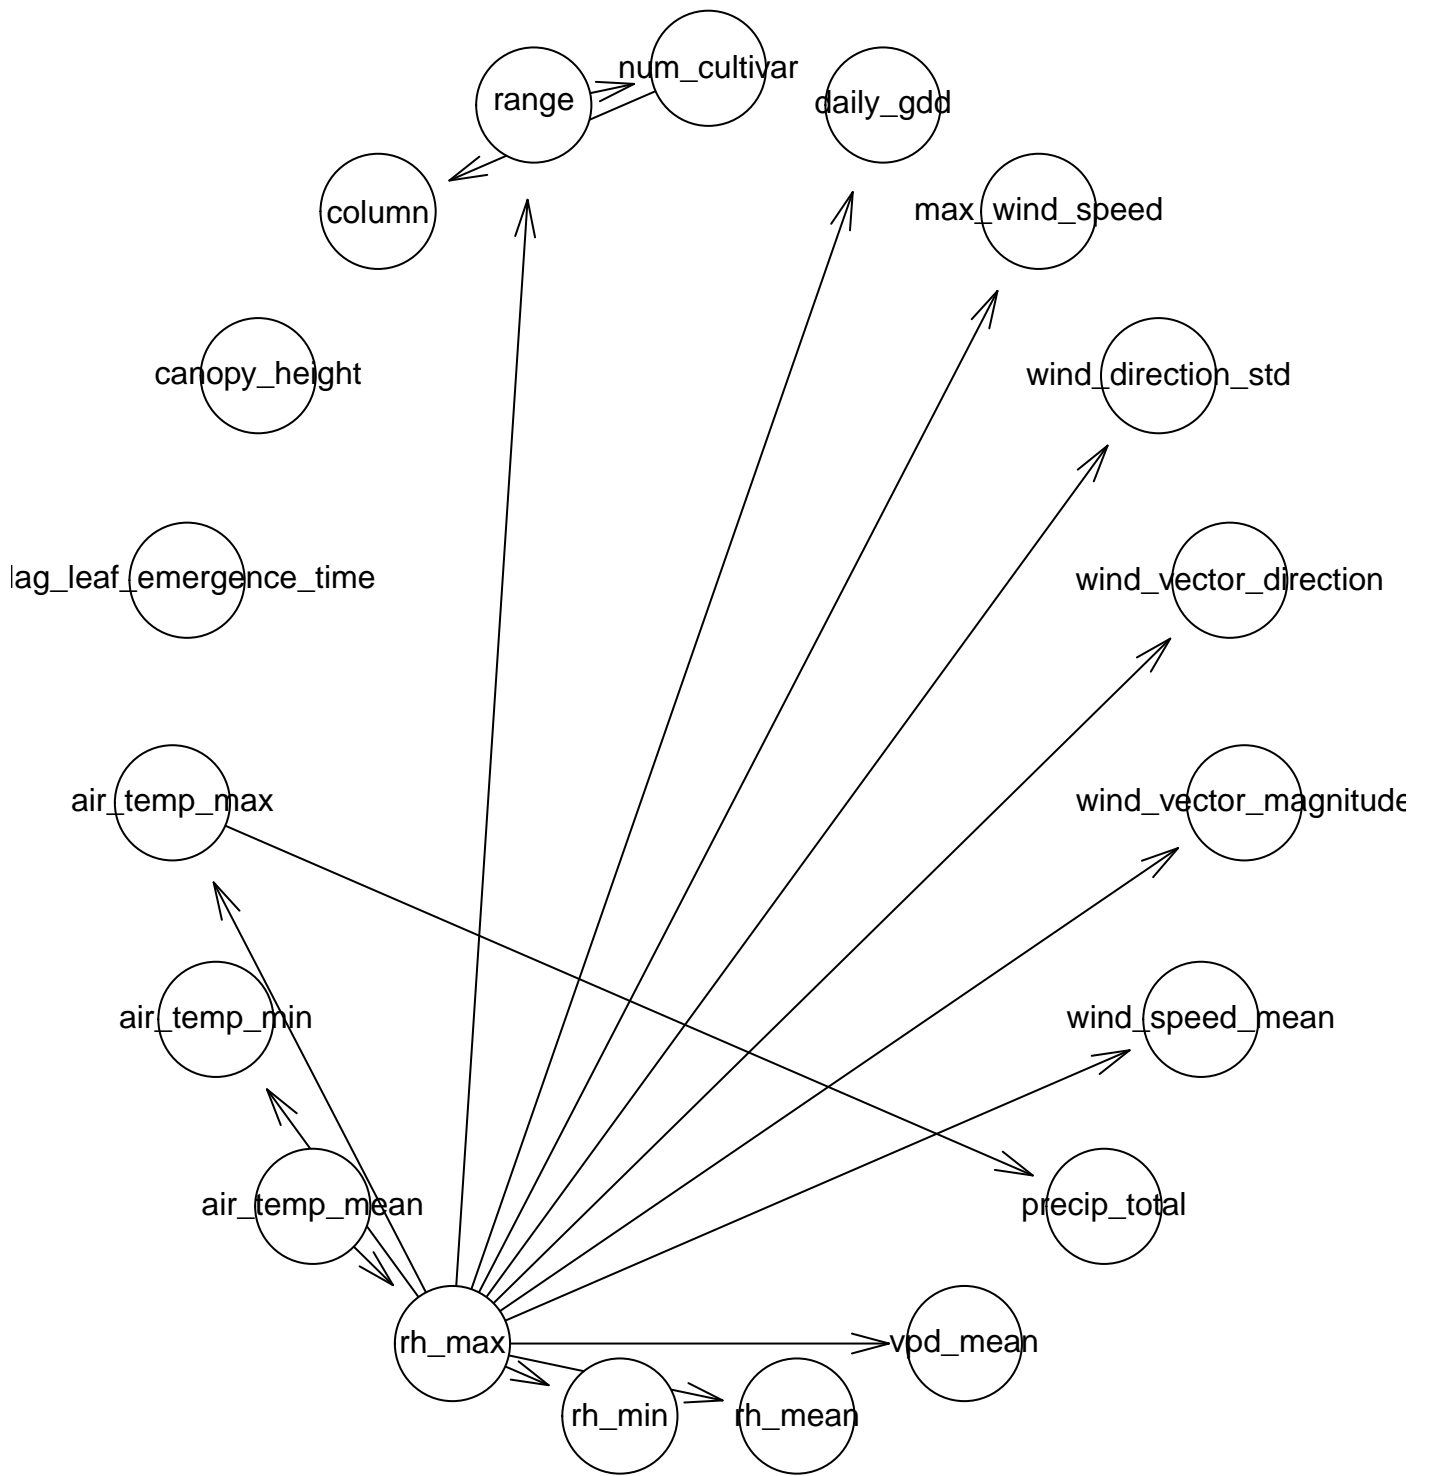 num_cultivar
range
daily_gdd
column
max_wind_speed
canopy_height
wind_direction_std
lag_leaf_emergence_time
wind_vector_direction
air_temp_max
wind_vector_magnitude
air_temp_min
wind_speed_mean
air_temp_mean
precip_total
rh_max
vpd_mean
rh_min
rh_mean